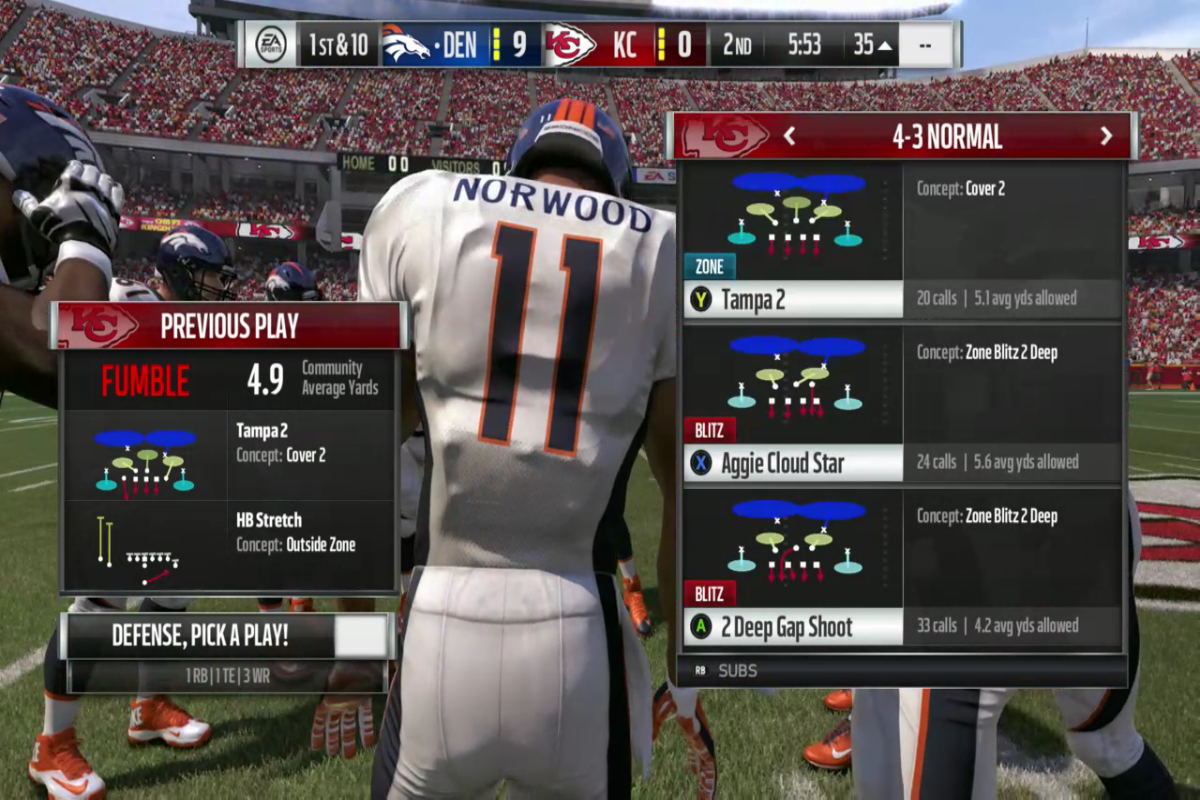 EA SPORTS
1ST & 10
DEN 9
KC 0
2ND 5:53 35 --
HOME 00 VISITORS
EA S
NORWOOD
11
4-3 NORMAL
Concept: Cover 2
ZONE
Y Tampa 2
20 calls | 5.1 avg yds allowed
Concept: Zone Blitz 2 Deep
BLITZ
X Aggie Cloud Star
24 calls | 5.6 avg yds allowed
Concept: Zone Blitz 2 Deep
BLITZ
A 2 Deep Gap Shoot
33 calls | 4.2 avg yds allowed
RB SUBS
PREVIOUS PLAY
FUMBLE
4.9 Community
Average Yards
Tampa 2
Concept: Cover 2
HB Stretch
Concept: Outside Zone
DEFENSE, PICK A PLAY!
1 RB | 1 TE | 3 WR